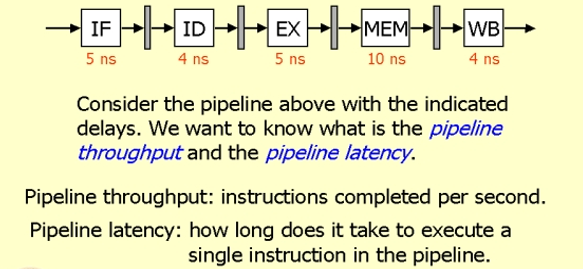 IF ID EX MEM WB
5 ns 4 ns 5 ns 10 ns 4 ns
Consider the pipeline above with the indicated
delays. We want to know what is the pipeline
throughput and the pipeline latency.
Pipeline throughput: instructions completed per second.
Pipeline latency: how long does it take to execute a
single instruction in the pipeline.